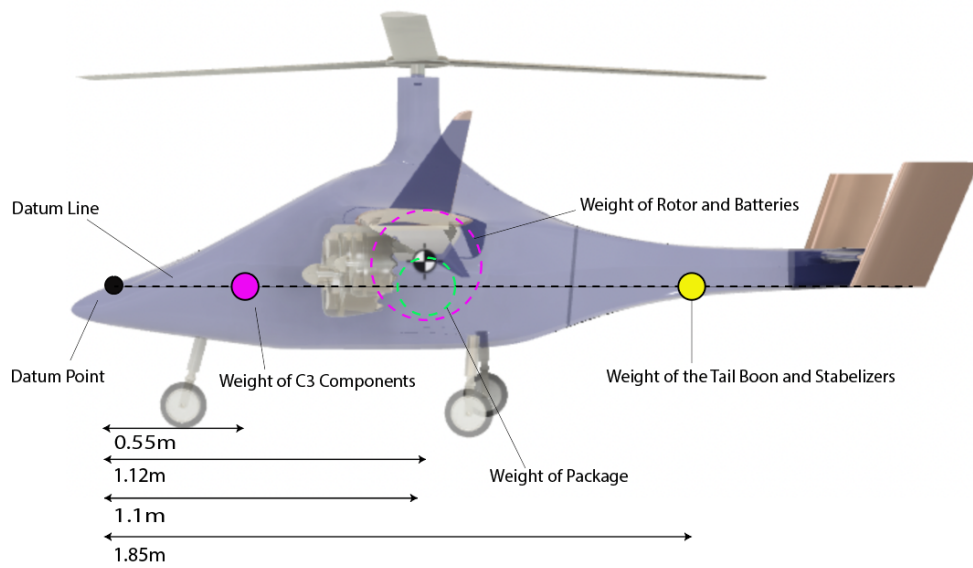 Datum Line
Weight of Rotor and Batteries
Datum Point
Weight of C3 Components
Weight of the Tail Boon and Stabelizers
0.55m
1.12m
Weight of Package
1.1m
1.85m